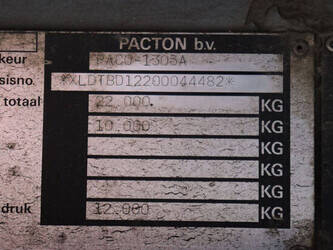 PACTON b.v.
keur PACO-1303A
sisno. *XLDTBD12200044482*
totaal 22.000 KG
10.000 KG
KG
KG
KG
druk 12.000 KG